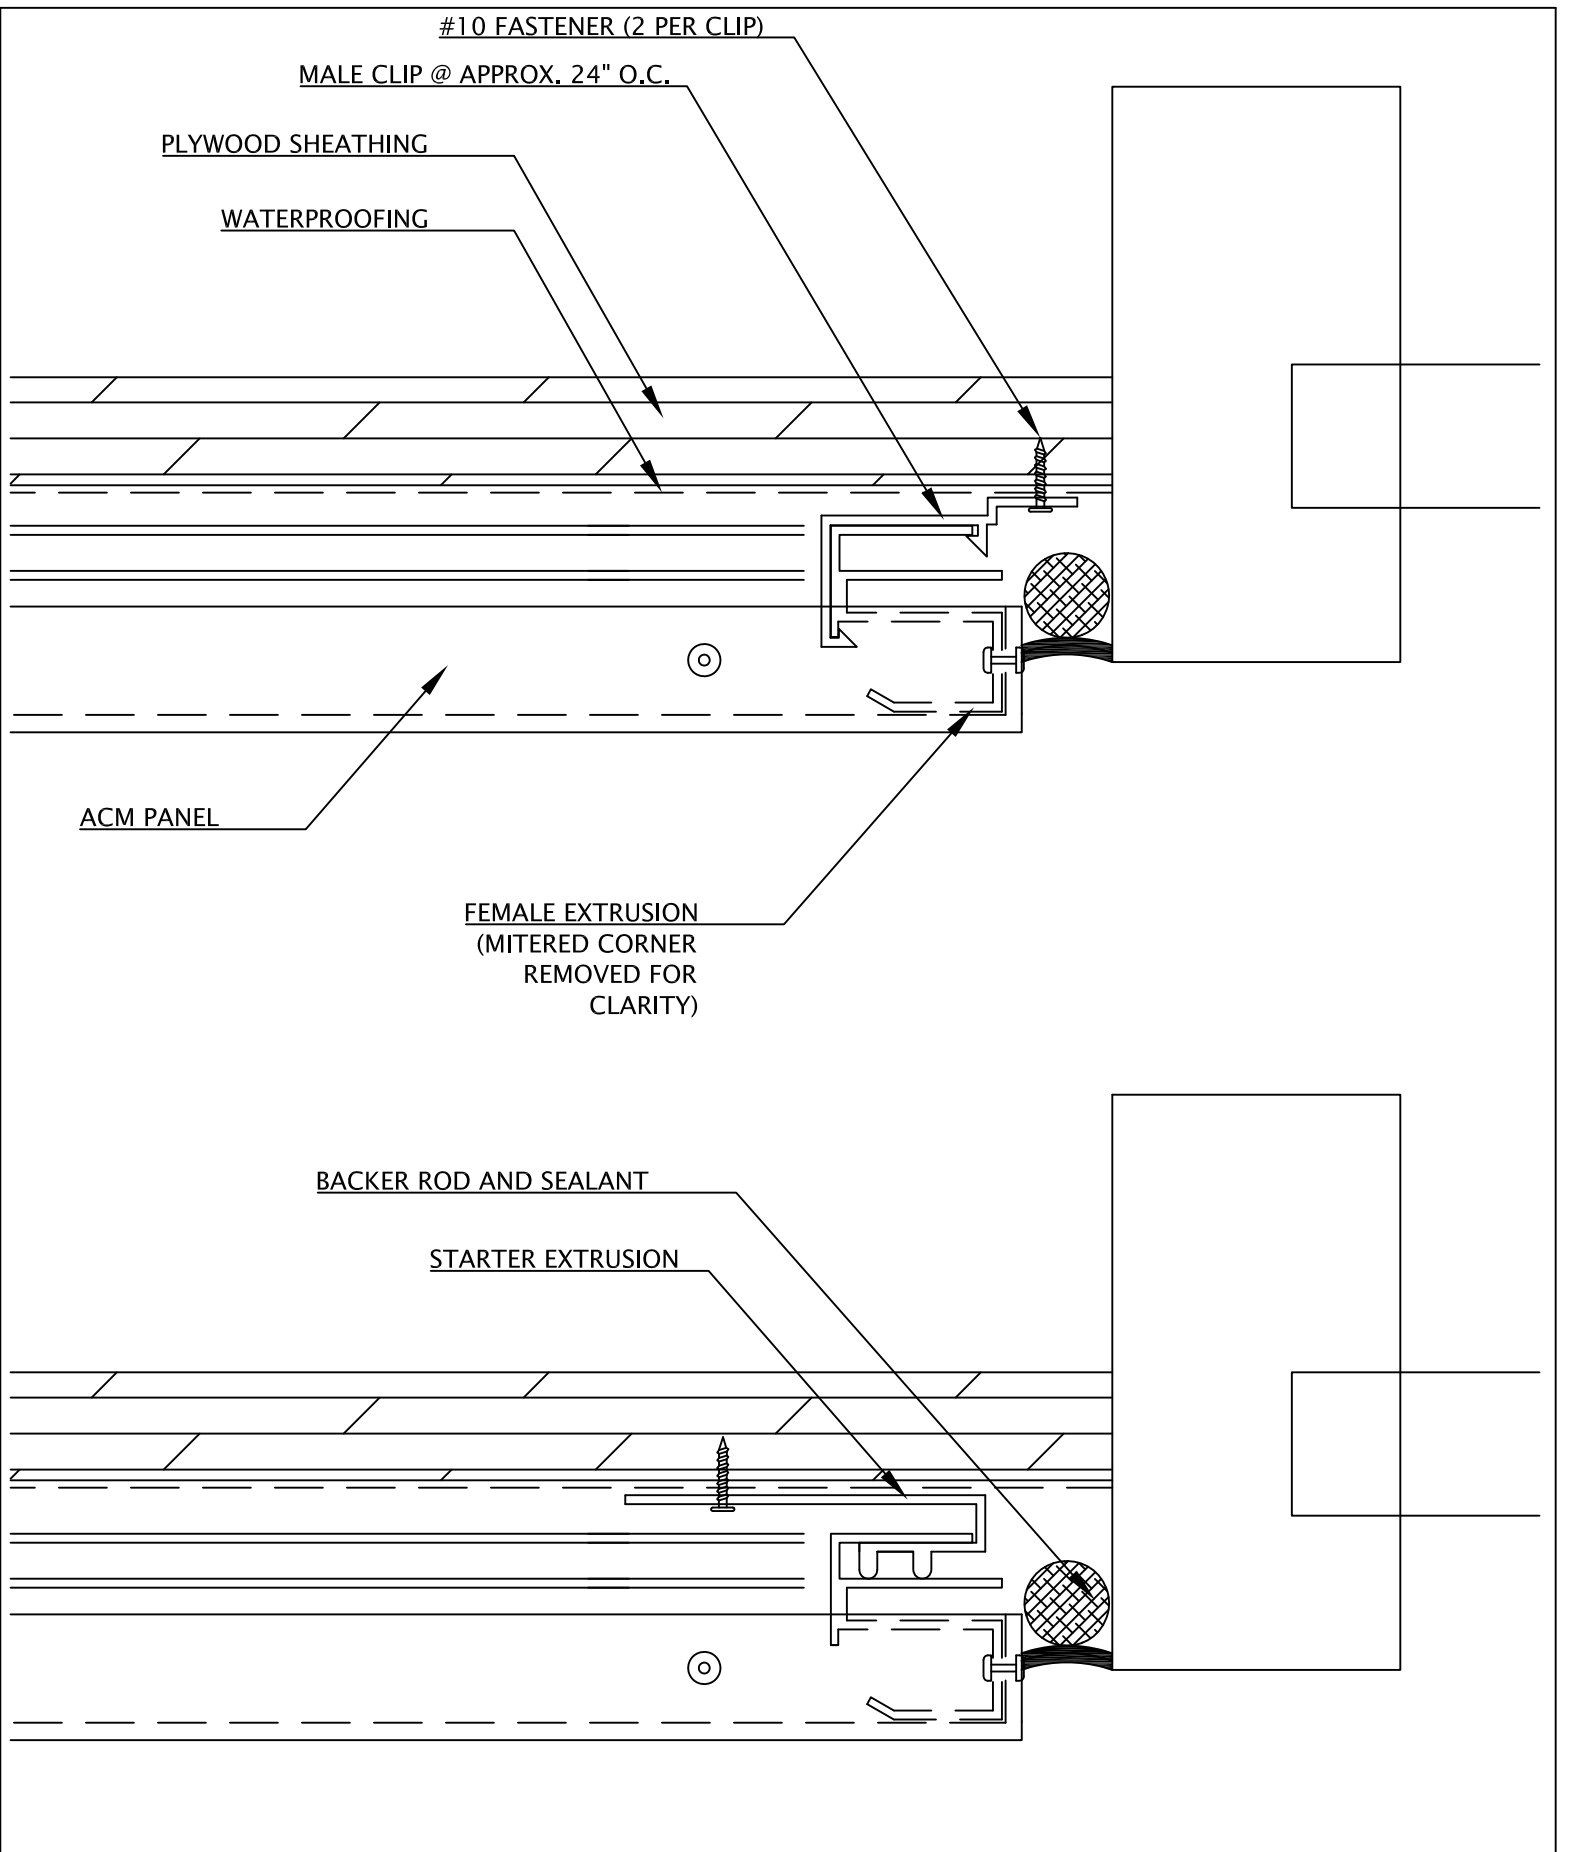 #10 FASTENER (2 PER CLIP)
MALE CLIP @ APPROX. 24" O.C.
PLYWOOD SHEATHING
WATERPROOFING
ACM PANEL
FEMALE EXTRUSION
(MITERED CORNER
REMOVED FOR
CLARITY)
BACKER ROD AND SEALANT
STARTER EXTRUSION